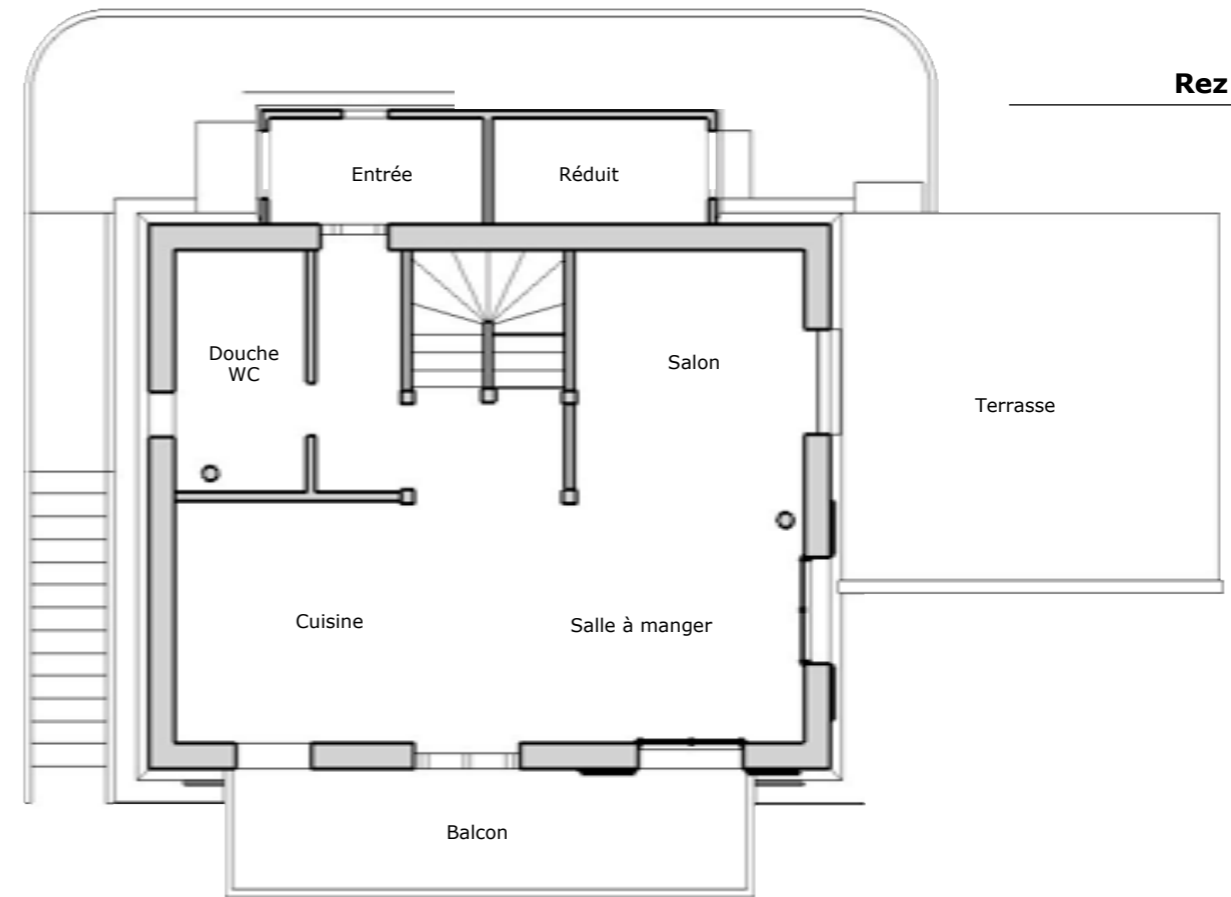 Rez
Entrée
Réduit
Douche
WC
Salon
Terrasse
Cuisine
Salle à manger
Balcon